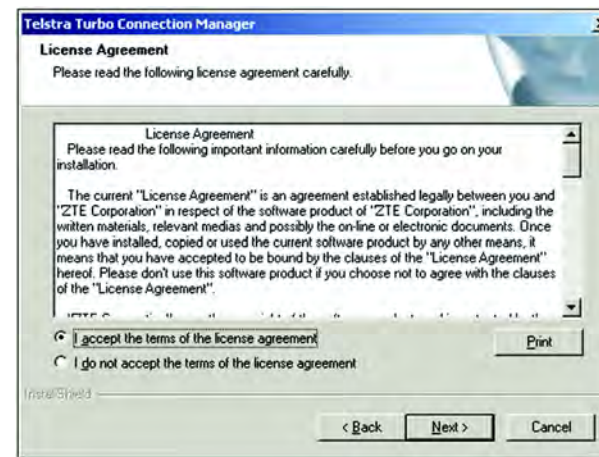 Telstra Turbo Connection Manager
License Agreement
Please read the following license agreement carefully.
License Agreement
Please read the following important information carefully before you go on your
installation.
The current "License Agreement" is an agreement established legally between you and
"ZTE Corporation" in respect of the software product of "ZTE Corporation", including the
written materials, relevant medias and possibly the on-line or electronic documents. Once
you have installed, copied or used the current software product by any other means, it
means that you have accepted to be bound by the clauses of the "License Agreement"
hereof. Please don't use this software product if you choose not to agree with the clauses
of the "License Agreement".
I accept the terms of the license agreement
I do not accept the terms of the license agreement
Print
InstallShield
< Back
Next >
Cancel